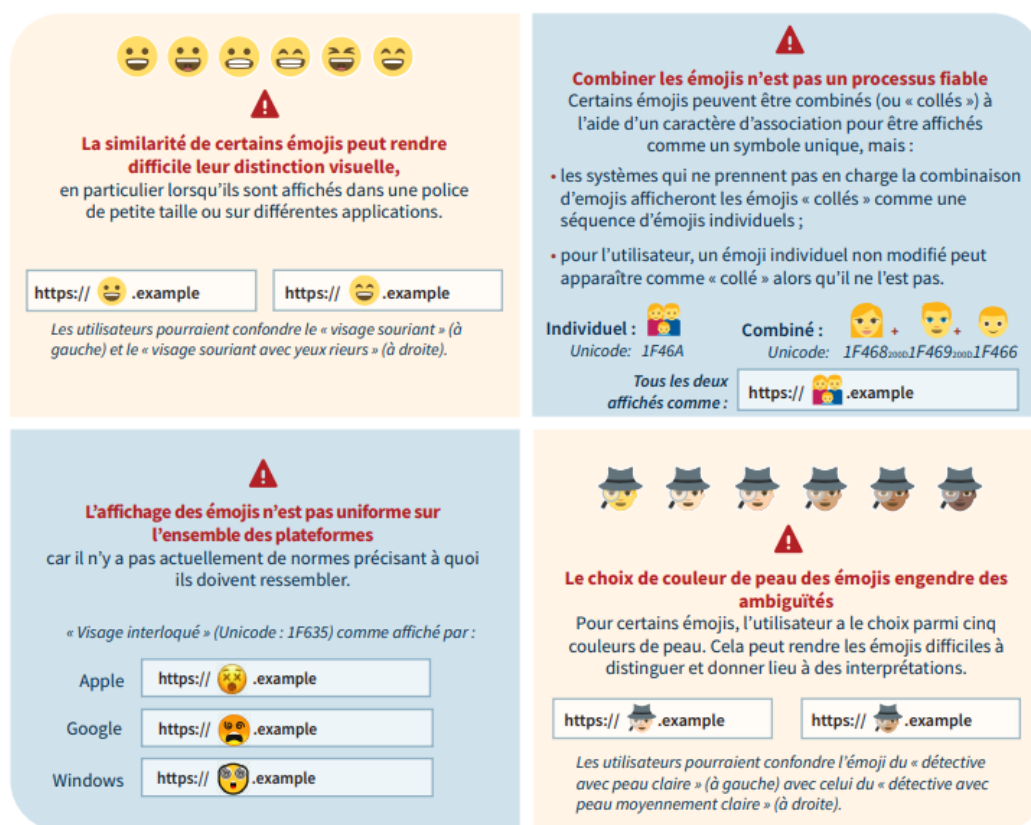 La similarité de certains émojis peut rendre
difficile leur distinction visuelle,
en particulier lorsqu'ils sont affichés dans une police
de petite taille ou sur différentes applications.
https:// 😀 .example
https:// 😄 .example
Les utilisateurs pourraient confondre le « visage souriant » (à
gauche) et le « visage souriant avec yeux rieurs » (à droite).
Combiner les émojis n'est pas un processus fiable
Certains émojis peuvent être combinés (ou « collés ») à
l'aide d'un caractère d'association pour être affichés
comme un symbole unique, mais :
• les systèmes qui ne prennent pas en charge la combinaison
d'emojis afficheront les émojis « collés » comme une
séquence d'émojis individuels ;
• pour l'utilisateur, un émoji individuel non modifié peut
apparaître comme « collé » alors qu'il ne l'est pas.
Individuel : 👪
Unicode: 1F46A
Combiné : 👩 + 👨 + 👦
Unicode: 1F468200D1F469200D1F466
Tous les deux
affichés comme :
https:// 👪 .example
L'affichage des émojis n'est pas uniforme sur
l'ensemble des plateformes
car il n'y a pas actuellement de normes précisant à quoi
ils doivent ressembler.
« Visage interloqué » (Unicode : 1F635) comme affiché par :
Apple https:// 😵 .example
Google https:// 😵 .example
Windows https:// 😵 .example
Le choix de couleur de peau des émojis engendre des
ambiguïtés
Pour certains émojis, l'utilisateur a le choix parmi cinq
couleurs de peau. Cela peut rendre les émojis difficiles à
distinguer et donner lieu à des interprétations.
https:// 🕵🏼 .example
https:// 🕵🏽 .example
Les utilisateurs pourraient confondre l'émoji du « détective
avec peau claire » (à gauche) avec celui du « détective avec
peau moyennement claire » (à droite).